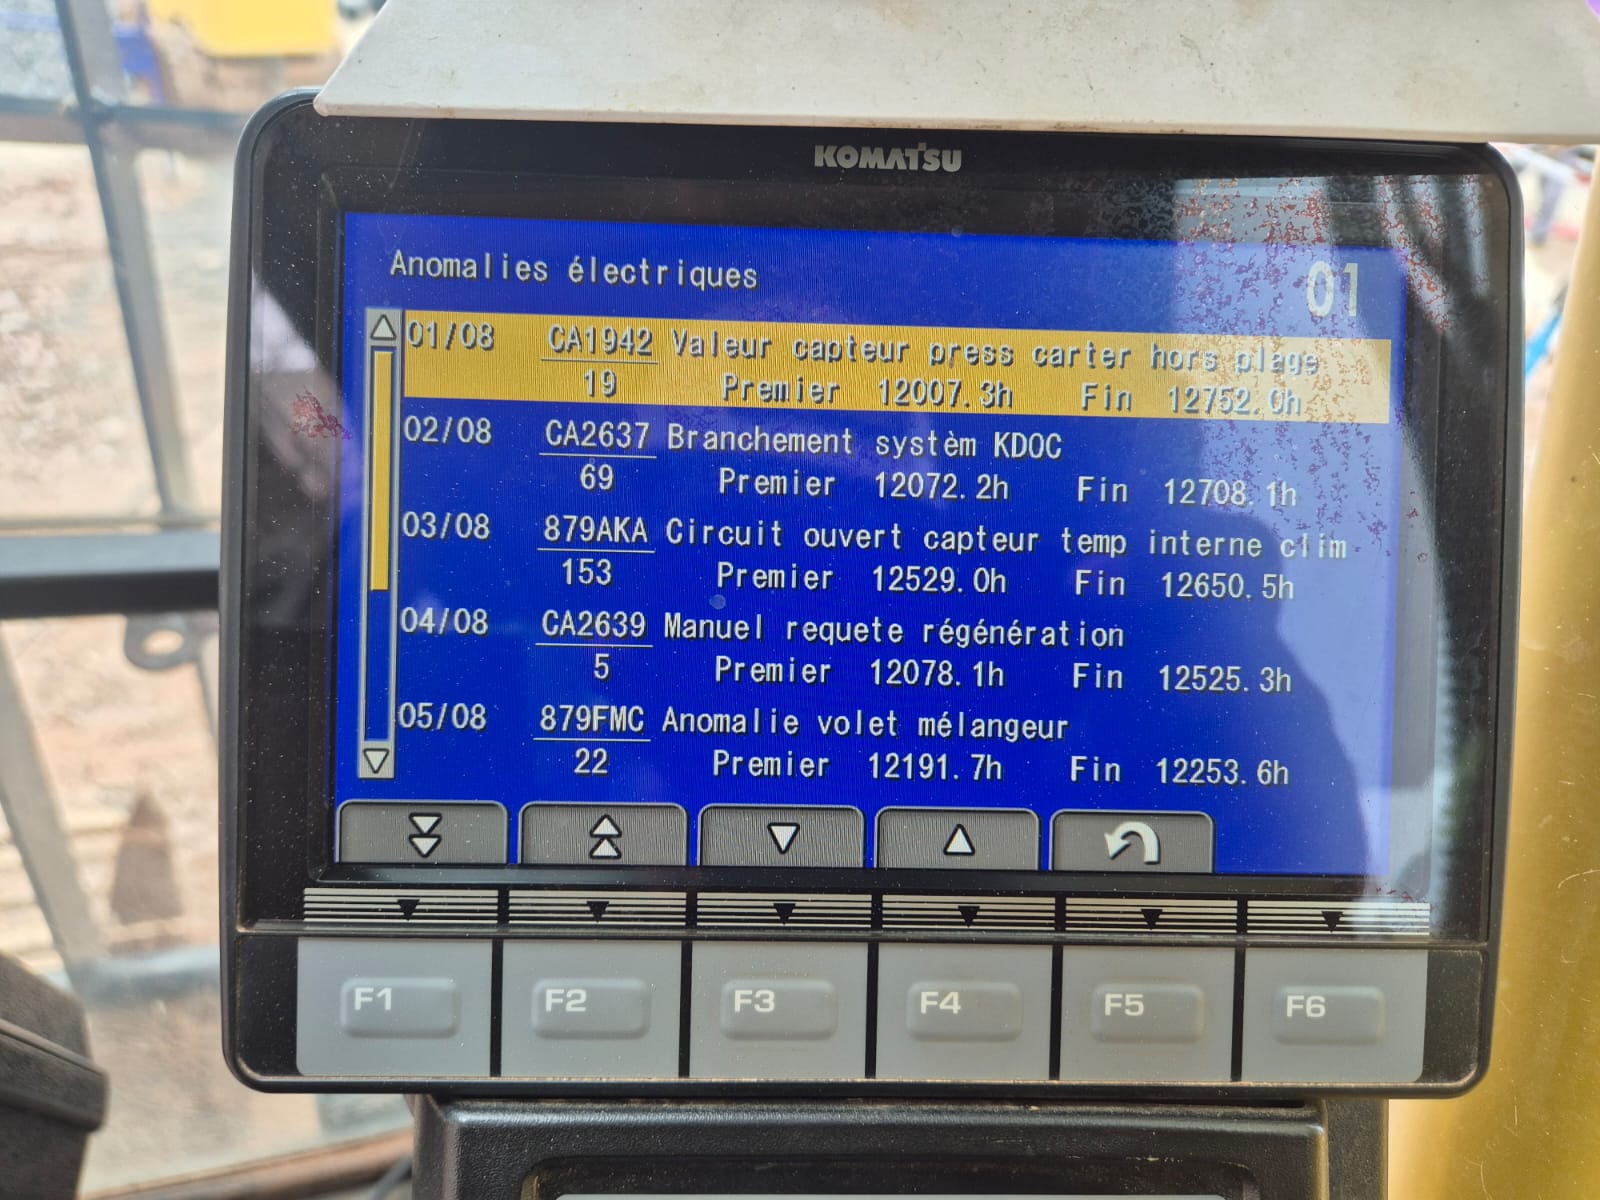 KOMATSU
Anomalies électriques 01
01/08 CA1942 Valeur capteur press carter hors plage
19 Premier 12007.3h Fin 12752.0h
02/08 CA2637 Branchement systèm KDOC
69 Premier 12072.2h Fin 12708.1h
03/08 879AKA Circuit ouvert capteur temp interne clim
153 Premier 12529.0h Fin 12650.5h
04/08 CA2639 Manuel requete régénération
5 Premier 12078.1h Fin 12525.3h
05/08 879FMC Anomalie volet mélangeur
22 Premier 12191.7h Fin 12253.6h
F1 F2 F3 F4 F5 F6